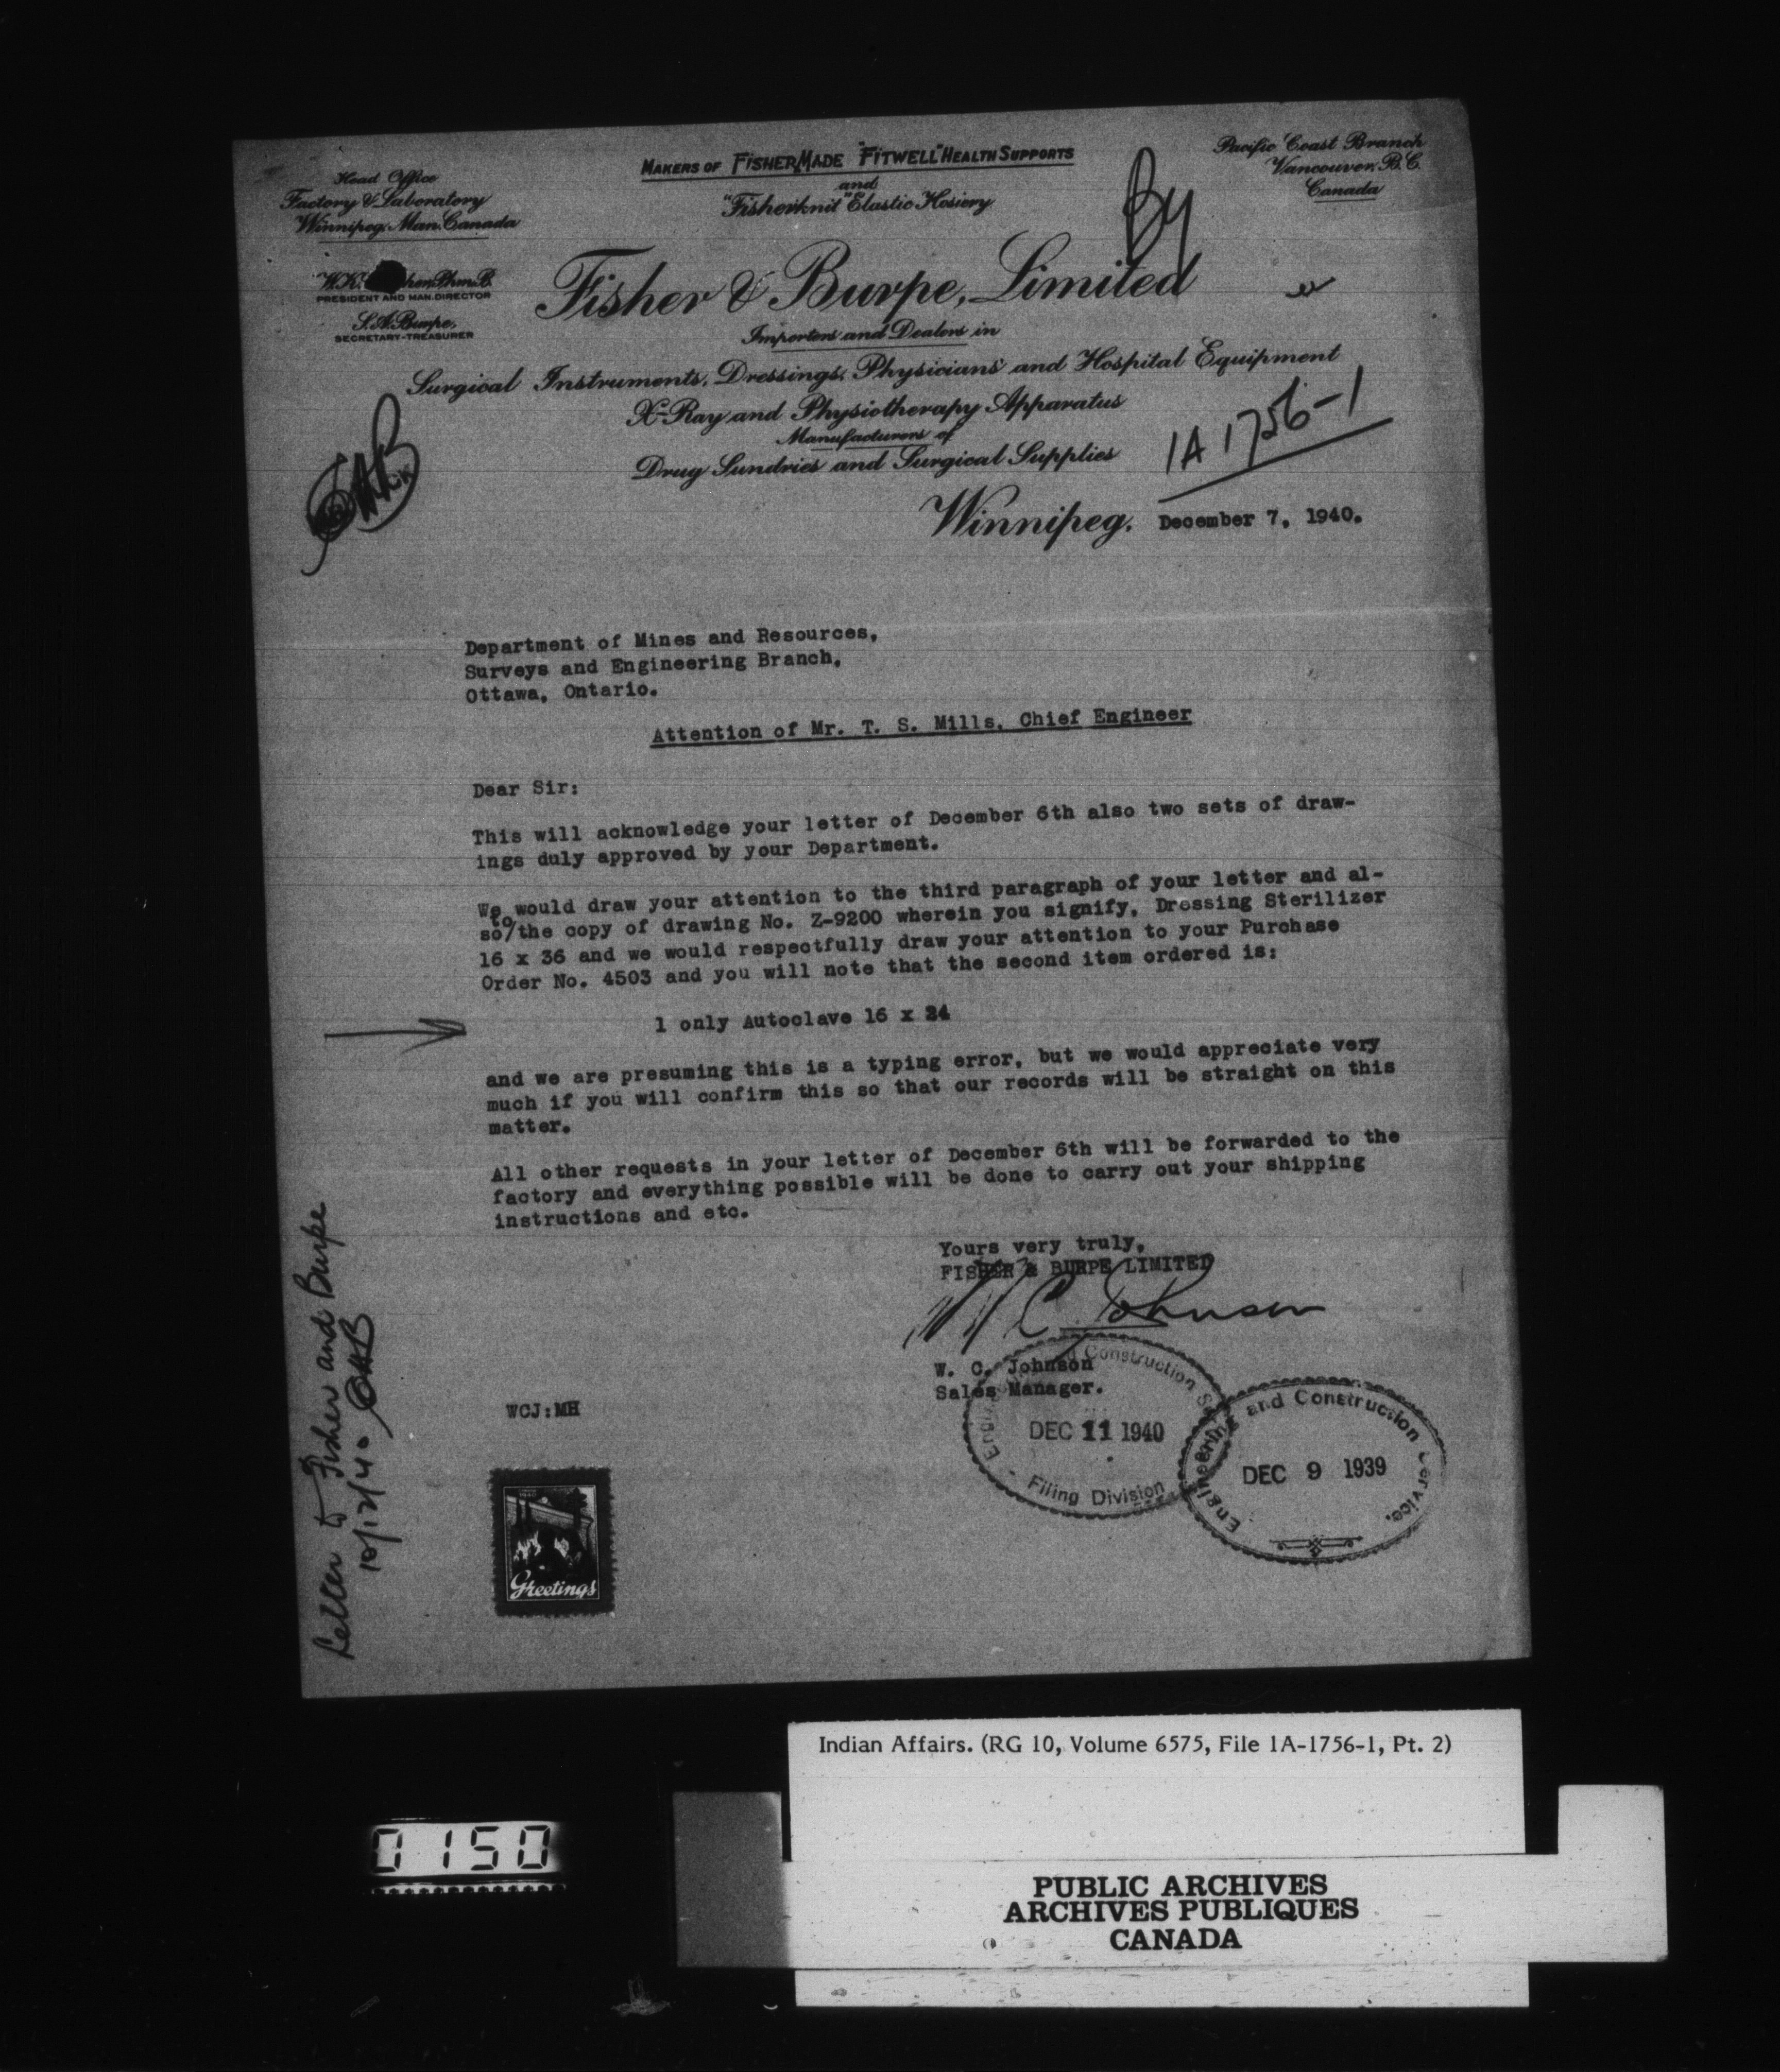 Head Office
Factory & Laboratory
Winnipeg, Man. Canada
W.K. PhmB.
PRESIDENT AND MAN. DIRECTOR
S.A. Burpe,
SECRETARY-TREASURER
MAKERS OF FISHERMADE "FITWELL" HEALTH SUPPORTS
and
"Fisherknit" Elastic Hosiery
Pacific Coast Branch
Vancouver, B.C.
Canada
Fisher & Burpe, Limited
Importers and Dealers in
Surgical Instruments, Dressings, Physicians' and Hospital Equipment
X-Ray and Physiotherapy Apparatus
Manufacturers of
Drug Sundries and Surgical Supplies
1A 1756-1
Winnipeg, December 7, 1940.
Department of Mines and Resources,
Surveys and Engineering Branch,
Ottawa, Ontario.
Attention of Mr. T. S. Mills, Chief Engineer
Dear Sir:
This will acknowledge your letter of December 6th also two sets of draw-
ings duly approved by your Department.
We would draw your attention to the third paragraph of your letter and al-
so/to the copy of drawing No. Z-9200 wherein you signify, Dressing Sterilizer
16 x 36 and we would respectfully draw your attention to your Purchase
Order No. 4503 and you will note that the second item ordered is:
1 only Autoclave 16 x 24
and we are presuming this is a typing error, but we would appreciate very
much if you will confirm this so that our records will be straight on this
matter.
All other requests in your letter of December 6th will be forwarded to the
factory and everything possible will be done to carry out your shipping
instructions and etc.
Yours very truly,
FISHER & BURPE LIMITED
W C Johnson
W. C. Johnson
Sales Manager.
WCJ:MH
Letter to Fisher and Burpe
10/12/40
Construction
DEC 11 1940
Filing Division
Engineering and Construction Service.
DEC 9 1939
Greetings
Indian Affairs. (RG 10, Volume 6575, File 1A-1756-1, Pt. 2)
0150
PUBLIC ARCHIVES
ARCHIVES PUBLIQUES
CANADA